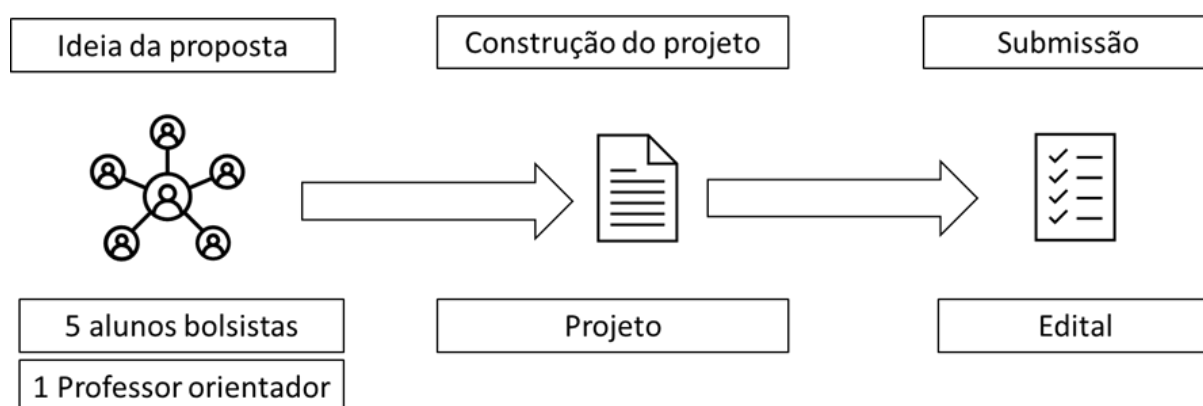 Ideia da proposta
Construção do projeto
Submissão
5 alunos bolsistas
Projeto
Edital
1 Professor orientador